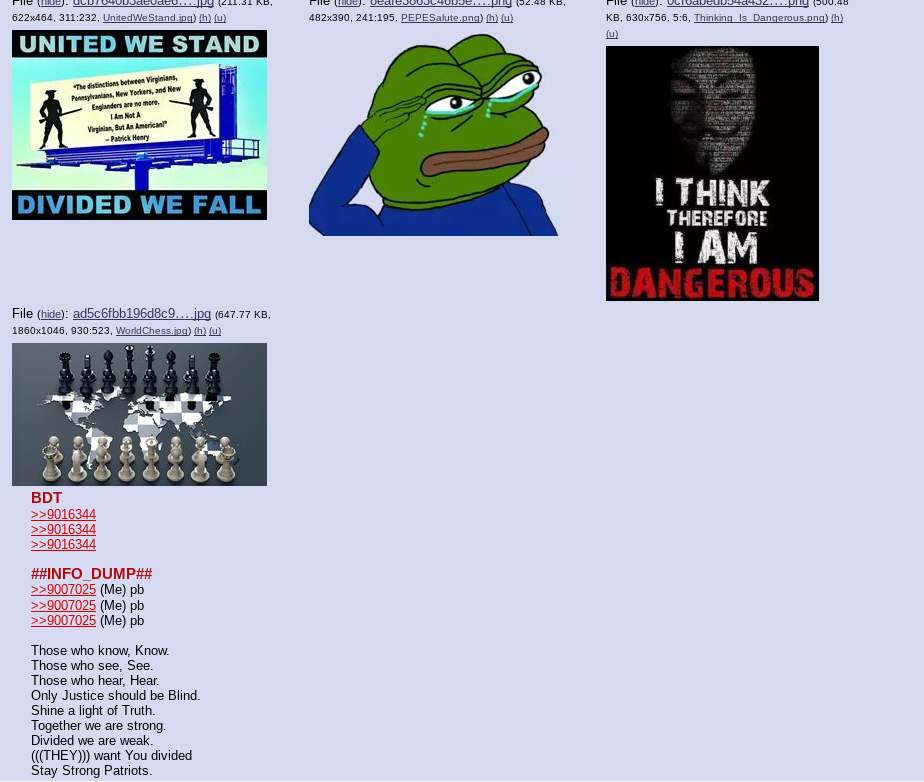 File (hide): dcb7640b3ae0ae6….jpg (211.31 KB,
622x464, 311:232, UnitedWeStand.jpg) (h) (u)
UNITED WE STAND
"The distinctions between Virginians,
Pennsylvanians, New Yorkers, and New
Englanders are no more.
I Am Not A
Virginian, But An American!"
– Patrick Henry
DIVIDED WE FALL
File (hide): (52.48 KB,
482x390, 241:195, PEPESalute.png) (h) (u)
File (hide): (500.48
KB, 630x756, 5:6, Thinking_Is_Dangerous.png) (h)
(u)
I THINK
THEREFORE
I AM
DANGEROUS
File (hide): ad5c6fbb196d8c9….jpg (647.77 KB,
1860x1046, 930:523, WorldChess.jpg) (h) (u)
BDT
>>9016344
>>9016344
>>9016344
##INFO_DUMP##
>>9007025 (Me) pb
>>9007025 (Me) pb
>>9007025 (Me) pb
Those who know, Know.
Those who see, See.
Those who hear, Hear.
Only Justice should be Blind.
Shine a light of Truth.
Together we are strong.
Divided we are weak.
(((THEY))) want You divided
Stay Strong Patriots.